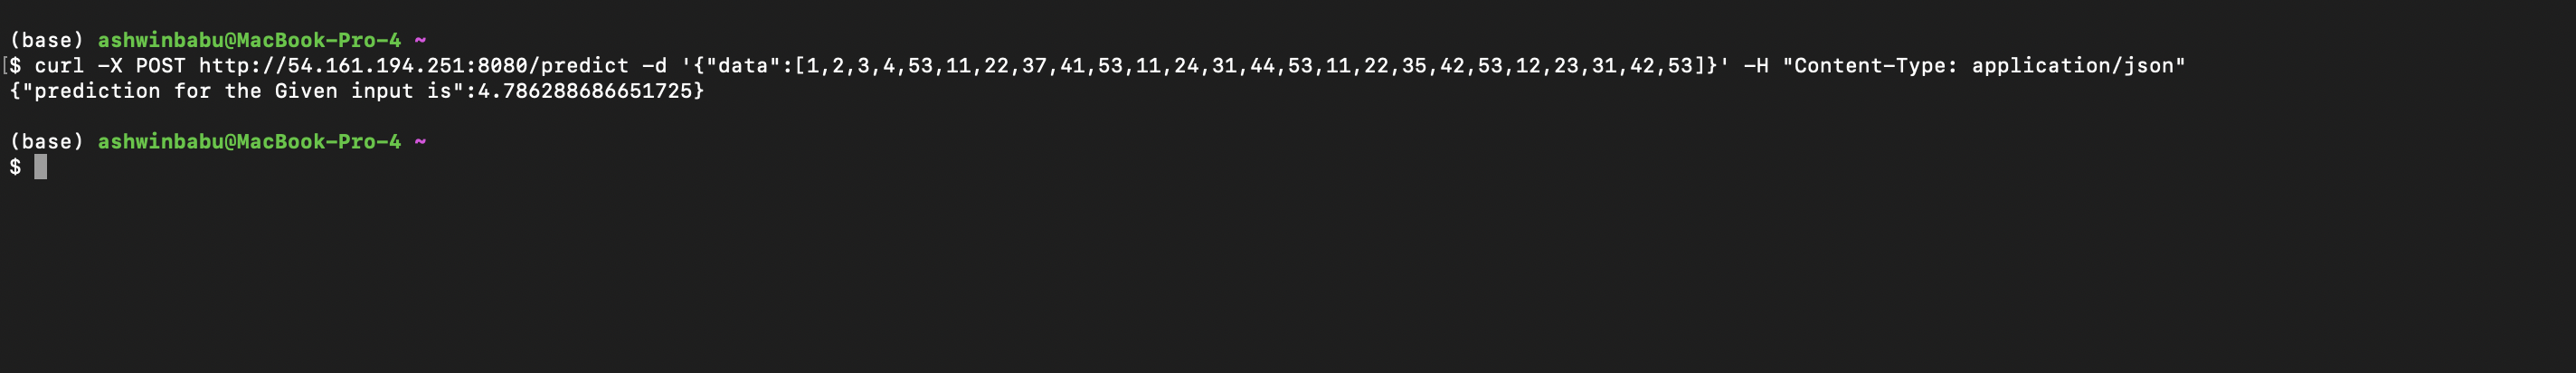 (base) ashwinbabu@MacBook-Pro-4 ~
[$ curl -X POST http://54.161.194.251:8080/predict -d '{"data":[1,2,3,4,53,11,22,37,41,53,11,24,31,44,53,11,22,35,42,53,12,23,31,42,53]}' -H "Content-Type: application/json"
{"prediction for the Given input is":4.786288686651725}
(base) ashwinbabu@MacBook-Pro-4 ~
$